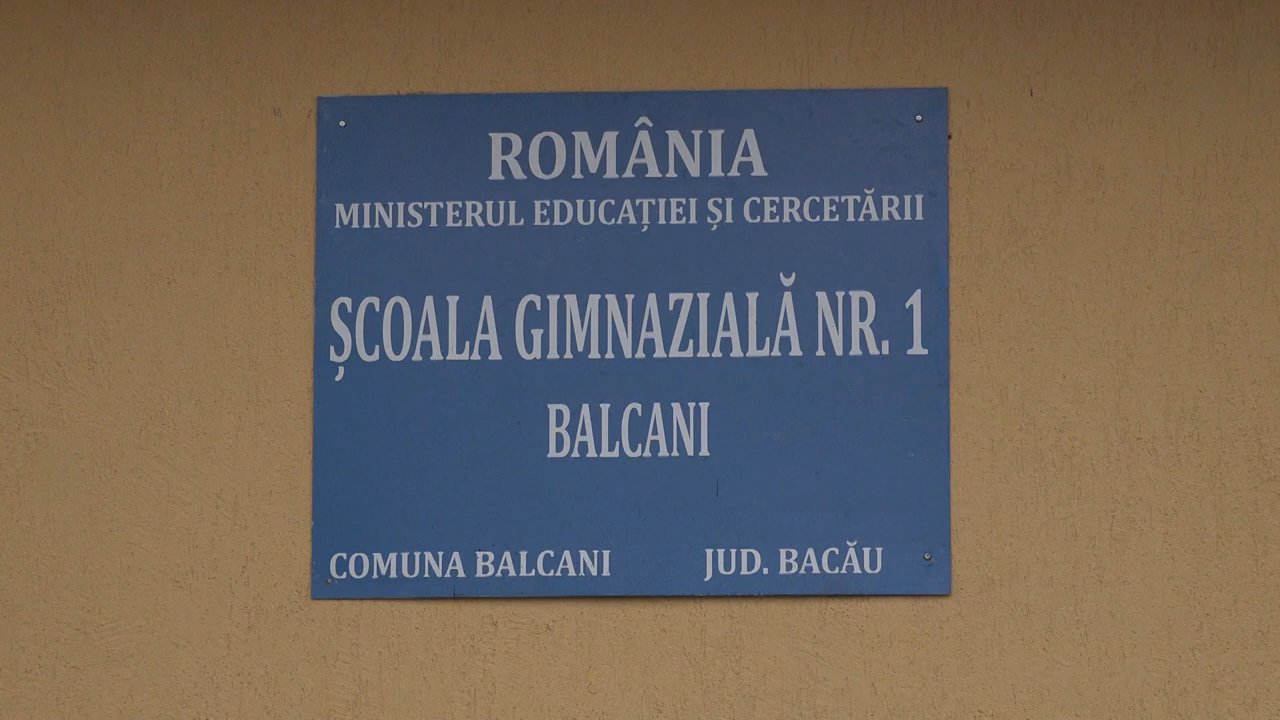 ROMÂNIA
MINISTERUL EDUCAȚIEI ȘI CERCETĂRII
ȘCOALA GIMNAZIALĂ NR. 1
BALCANI
COMUNA BALCANI JUD. BACĂU